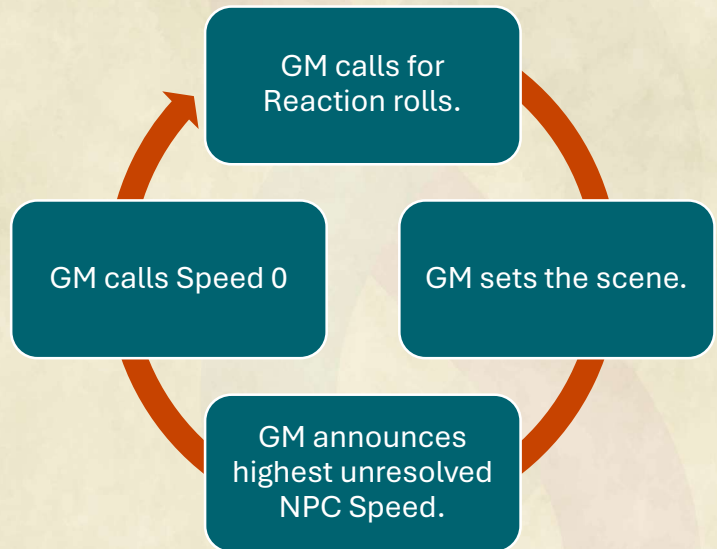 GM calls for
Reaction rolls.
GM sets the scene.
GM announces
highest unresolved
NPC Speed.
GM calls Speed 0